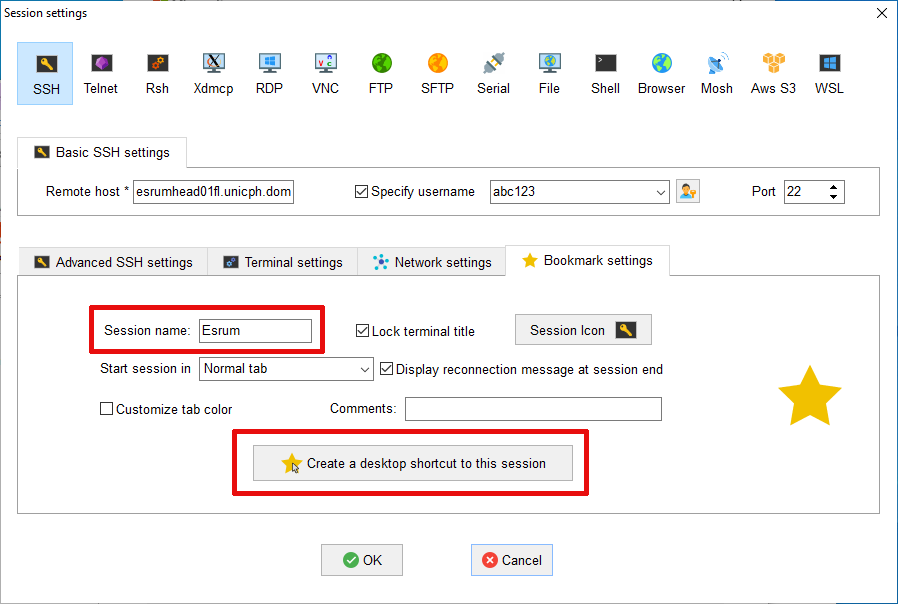 Session settings
SSH Telnet Rsh Xdmcp RDP VNC FTP SFTP Serial File Shell Browser Mosh Aws S3 WSL
Basic SSH settings
Remote host * esrumhead01fl.unicph.dom Specify username abc123 Port 22
Advanced SSH settings Terminal settings Network settings Bookmark settings
Session name: Esrum Lock terminal title Session Icon
Start session in Normal tab Display reconnection message at session end
Customize tab color Comments:
Create a desktop shortcut to this session
OK Cancel